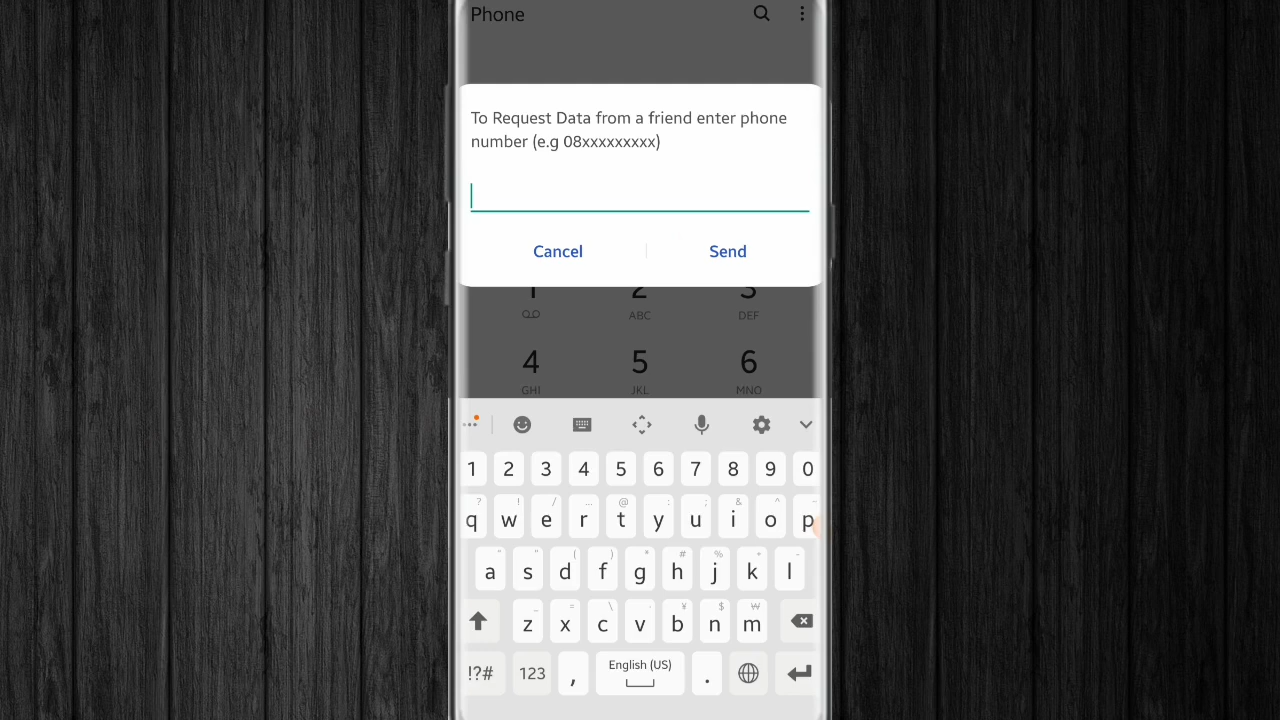 Phone
To Request Data from a friend enter phone
number (e.g 08xxxxxxxxx)
Cancel Send
1 2 3
ABC DEF
4 5 6
GHI JKL MNO
1 2 3 4 5 6 7 8 9 0
q w e r t y u i o p
a s d f g h j k l
z x c v b n m
!?# 123 , English (US) .